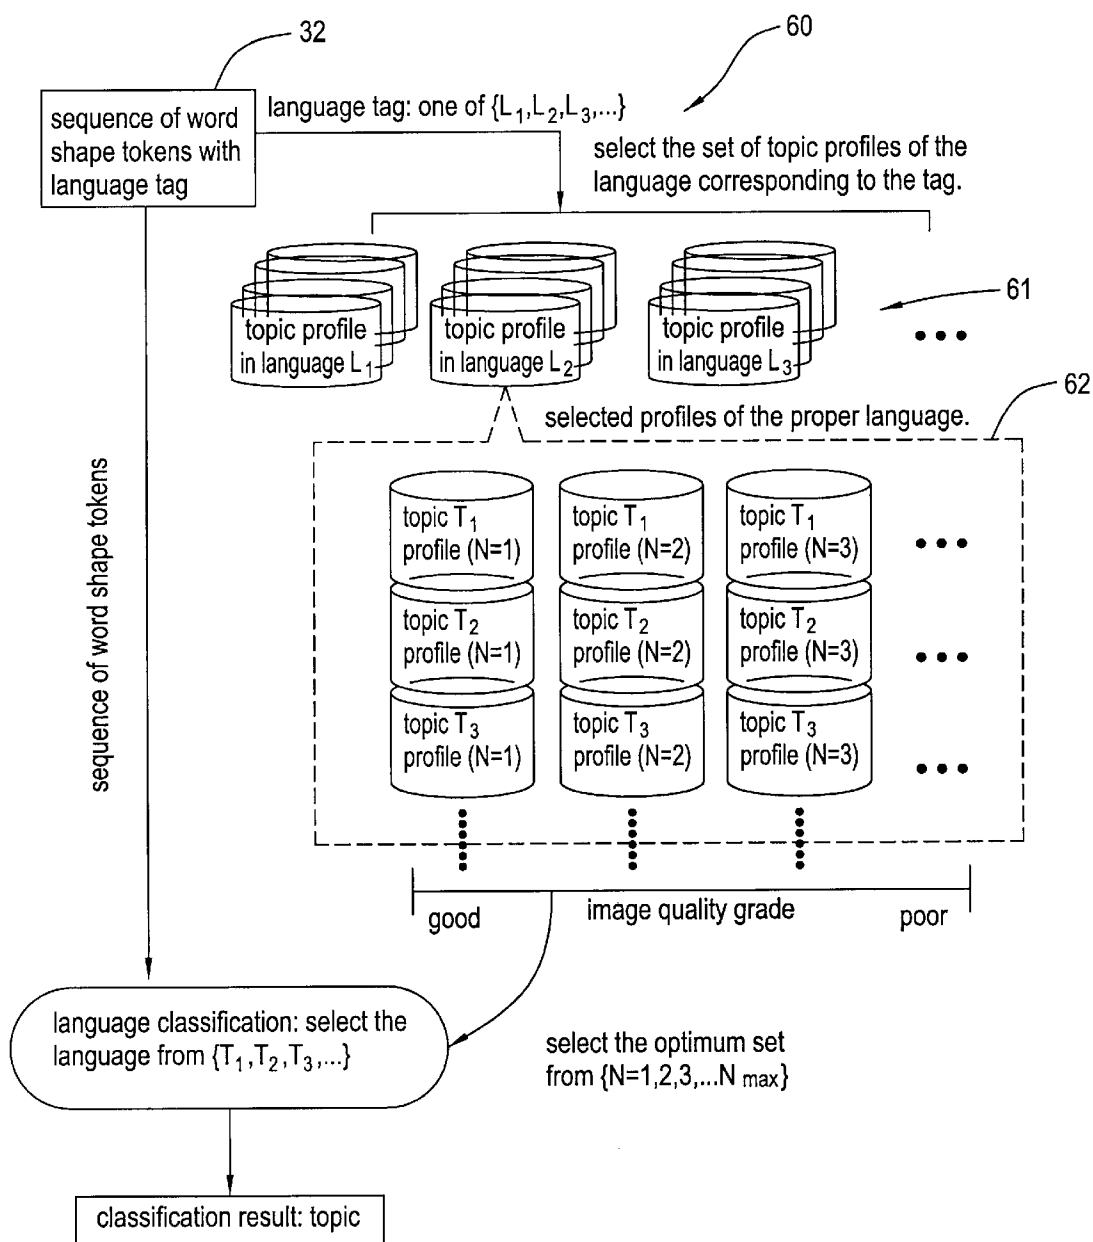 32
60
sequence of word
shape tokens with
language tag
language tag: one of {L1,L2,L3,...}
select the set of topic profiles of the
language corresponding to the tag.
topic profile
in language L1
topic profile
in language L2
topic profile
in language L3
61
selected profiles of the proper language.
62
sequence of word shape tokens
topic T1
profile (N=1)
topic T1
profile (N=2)
topic T1
profile (N=3)
topic T2
profile (N=1)
topic T2
profile (N=2)
topic T2
profile (N=3)
topic T3
profile (N=1)
topic T3
profile (N=2)
topic T3
profile (N=3)
good
image quality grade
poor
language classification: select the
language from {T1,T2,T3,...}
select the optimum set
from {N=1,2,3,...N max}
classification result: topic